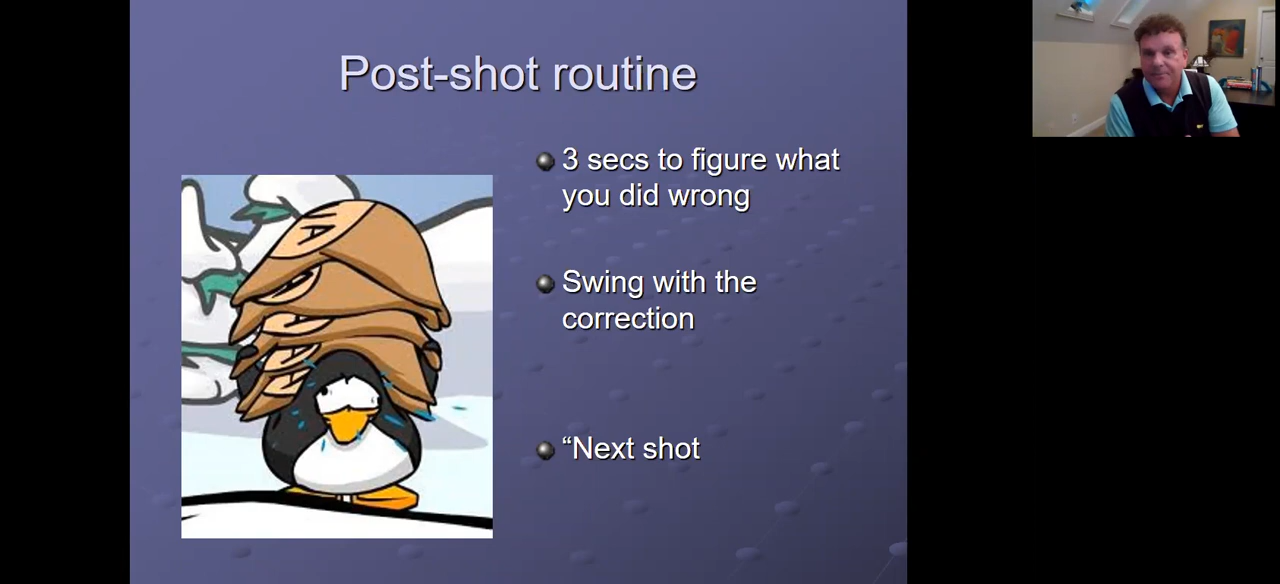 Post-shot routine
3 secs to figure what
you did wrong
Swing with the
correction
“Next shot